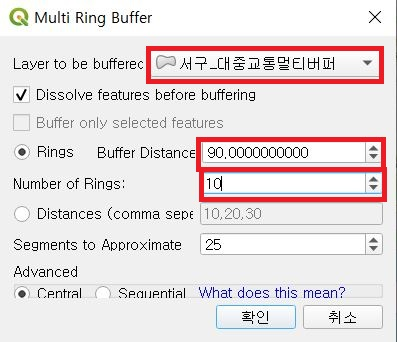 Multi Ring Buffer
Layer to be buffered 서구_대중교통멀티버퍼
Dissolve features before buffering
Buffer only selected features
Rings Buffer Distance 90,0000000000
Number of Rings: 10
Distances (comma sepe 10,20,30
Segments to Approximate 25
Advanced
Central Sequential What does this mean?
확인 취소